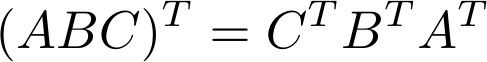 (ABC)^T = C^T B^T A^T